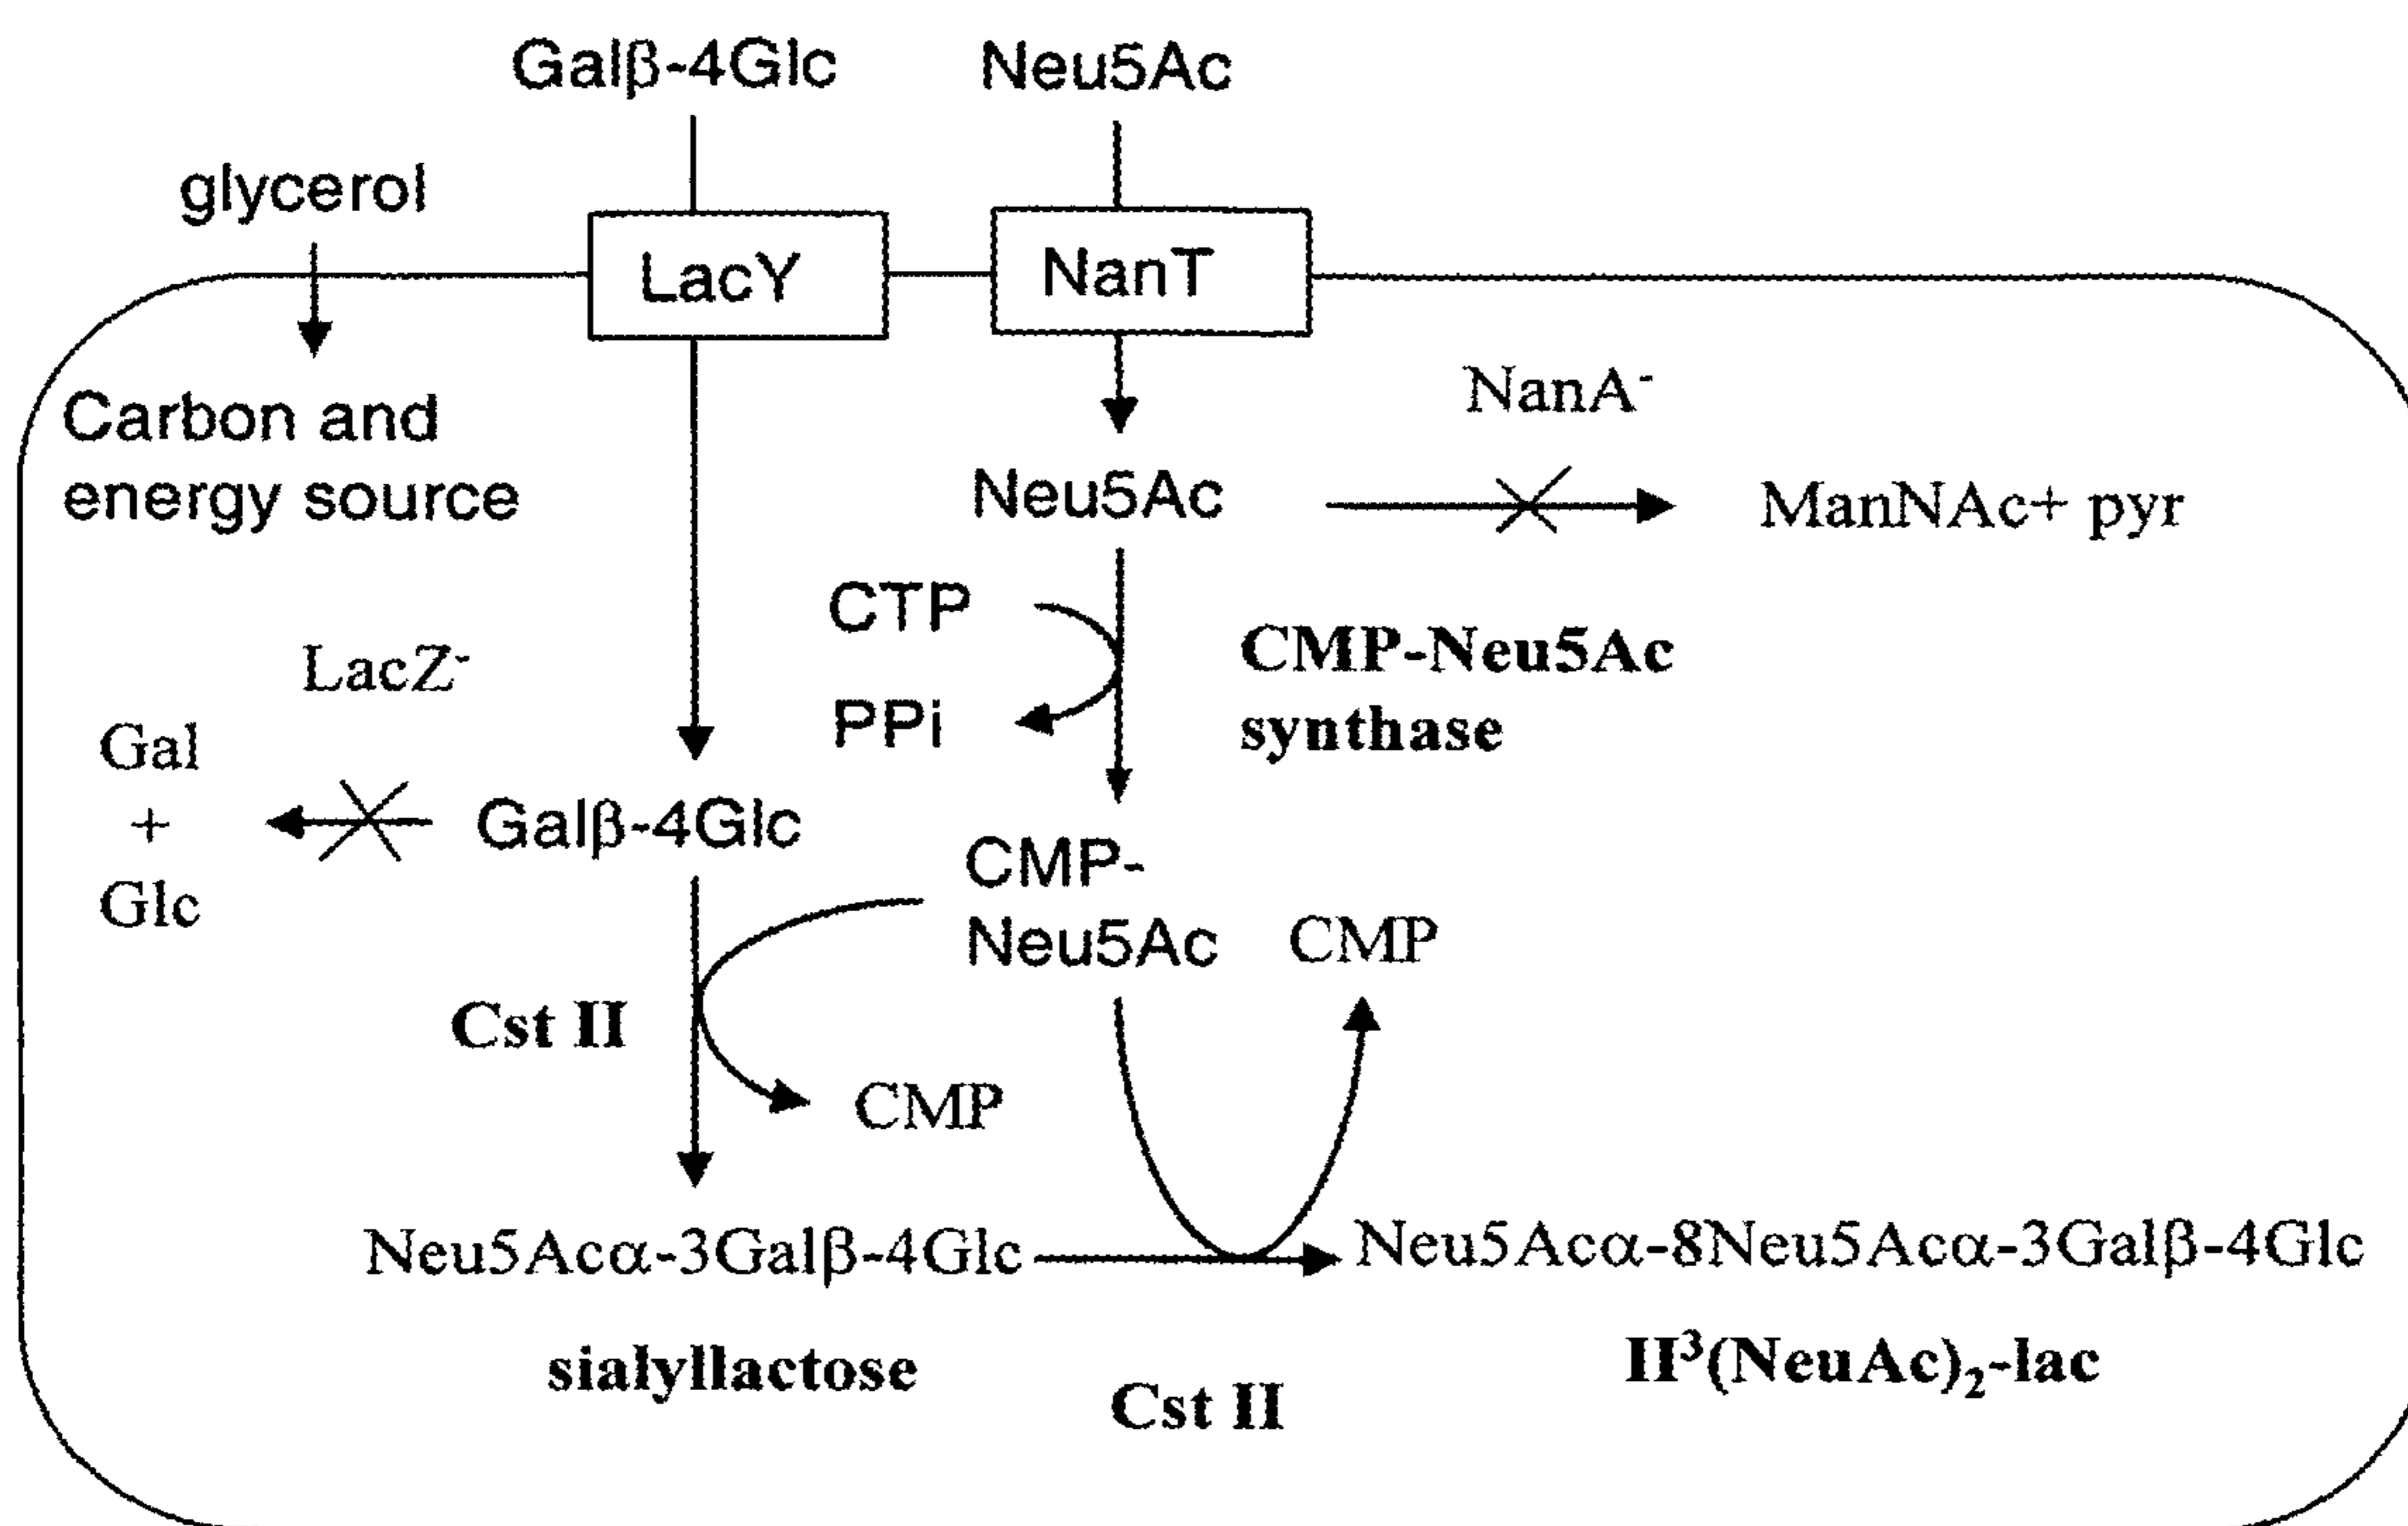 Galβ-4Glc
Neu5Ac
glycerol
LacY
NanT
Carbon and
energy source
NanA⁻
Neu5Ac
ManNAc+ pyr
CTP
PPi
CMP-Neu5Ac
synthase
LacZ⁻
Gal
+
Glc
Galβ-4Glc
CMP-
Neu5Ac
CMP
Cst II
CMP
Neu5Acα-3Galβ-4Glc
Neu5Acα-8Neu5Acα-3Galβ-4Glc
sialyllactose
Cst II
II³(NeuAc)₂-lac